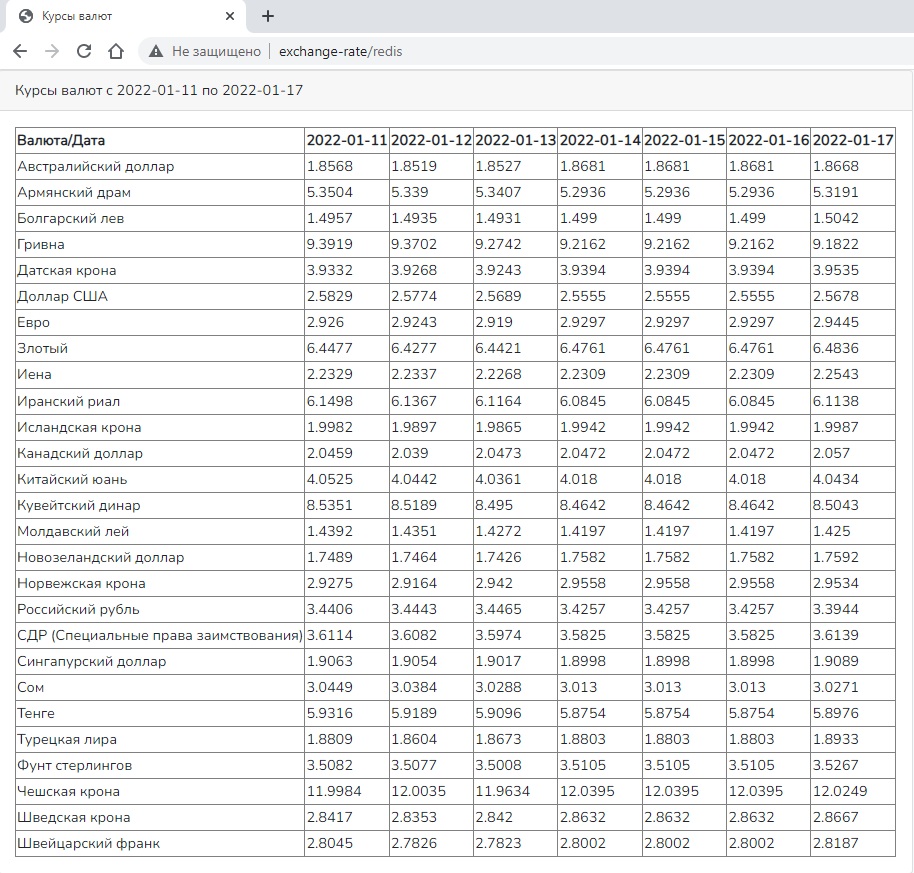 Курсы валют
Не защищено exchange-rate/redis
Курсы валют с 2022-01-11 по 2022-01-17
Валюта/Дата 2022-01-11 2022-01-12 2022-01-13 2022-01-14 2022-01-15 2022-01-16 2022-01-17
Австралийский доллар 1.8568 1.8519 1.8527 1.8681 1.8681 1.8681 1.8668
Армянский драм 5.3504 5.339 5.3407 5.2936 5.2936 5.2936 5.3191
Болгарский лев 1.4957 1.4935 1.4931 1.499 1.499 1.499 1.5042
Гривна 9.3919 9.3702 9.2742 9.2162 9.2162 9.2162 9.1822
Датская крона 3.9332 3.9268 3.9243 3.9394 3.9394 3.9394 3.9535
Доллар США 2.5829 2.5774 2.5689 2.5555 2.5555 2.5555 2.5678
Евро 2.926 2.9243 2.919 2.9297 2.9297 2.9297 2.9445
Злотый 6.4477 6.4277 6.4421 6.4761 6.4761 6.4761 6.4836
Иена 2.2329 2.2337 2.2268 2.2309 2.2309 2.2309 2.2543
Иранский риал 6.1498 6.1367 6.1164 6.0845 6.0845 6.0845 6.1138
Исландская крона 1.9982 1.9897 1.9865 1.9942 1.9942 1.9942 1.9987
Канадский доллар 2.0459 2.039 2.0473 2.0472 2.0472 2.0472 2.057
Китайский юань 4.0525 4.0442 4.0361 4.018 4.018 4.018 4.0434
Кувейтский динар 8.5351 8.5189 8.495 8.4642 8.4642 8.4642 8.5043
Молдавский лей 1.4392 1.4351 1.4272 1.4197 1.4197 1.4197 1.425
Новозеландский доллар 1.7489 1.7464 1.7426 1.7582 1.7582 1.7582 1.7592
Норвежская крона 2.9275 2.9164 2.942 2.9558 2.9558 2.9558 2.9534
Российский рубль 3.4406 3.4443 3.4465 3.4257 3.4257 3.4257 3.3944
СДР (Специальные права заимствования) 3.6114 3.6082 3.5974 3.5825 3.5825 3.5825 3.6139
Сингапурский доллар 1.9063 1.9054 1.9017 1.8998 1.8998 1.8998 1.9089
Сом 3.0449 3.0384 3.0288 3.013 3.013 3.013 3.0271
Тенге 5.9316 5.9189 5.9096 5.8754 5.8754 5.8754 5.8976
Турецкая лира 1.8809 1.8604 1.8673 1.8803 1.8803 1.8803 1.8933
Фунт стерлингов 3.5082 3.5077 3.5008 3.5105 3.5105 3.5105 3.5267
Чешская крона 11.9984 12.0035 11.9634 12.0395 12.0395 12.0395 12.0249
Шведская крона 2.8417 2.8353 2.842 2.8632 2.8632 2.8632 2.8667
Швейцарский франк 2.8045 2.7826 2.7823 2.8002 2.8002 2.8002 2.8187